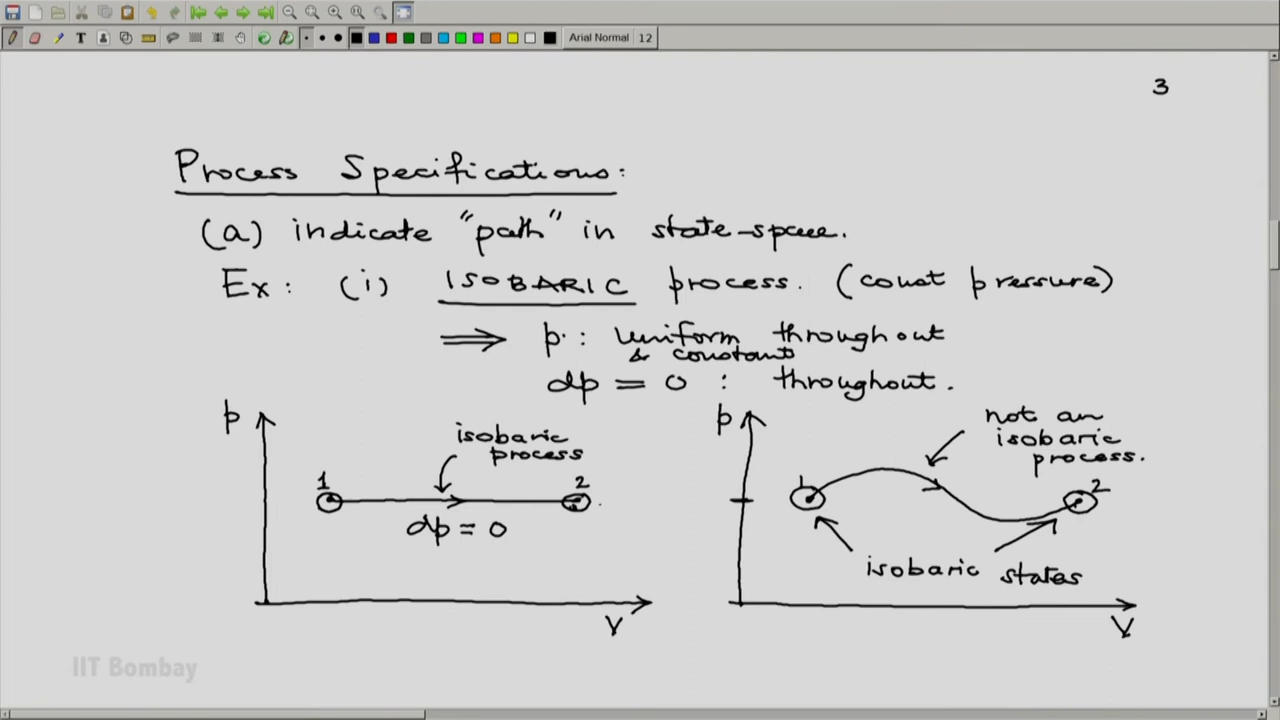 Arial Normal 12
3
Process Specifications:
(a) indicate "path" in state-space.
Ex: (i) ISOBARIC process. (const pressure)
⟹ p: uniform throughout
& constant
dp = 0 : throughout.
p
isobaric
process
1
2
dp = 0
V
p
not an
isobaric
process.
1
2
isobaric states
V
IIT Bombay